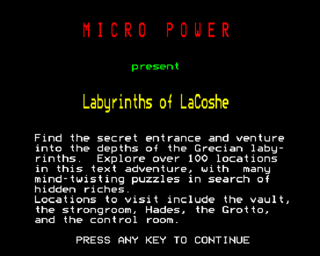 MICRO POWER
present
Labyrinths of LaCoshe
Find the secret entrance and venture
into the depths of the Grecian laby-
rinths. Explore over 100 locations
in this text adventure, with many
mind-twisting puzzles in search of
hidden riches.
Locations to visit include the vault,
the strongroom, Hades, the Grotto,
and the control room.
PRESS ANY KEY TO CONTINUE